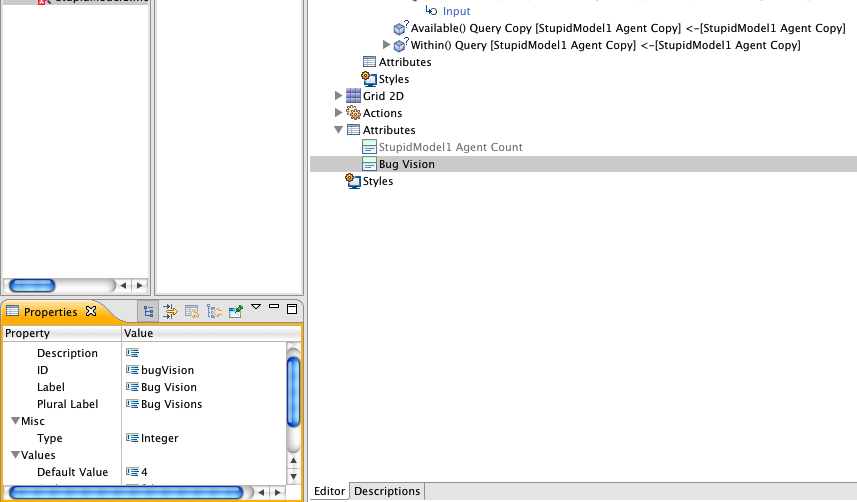 Input
Available() Query Copy [StupidModel1 Agent Copy] <-[StupidModel1 Agent Copy]
Within() Query [StupidModel1 Agent Copy] <-[StupidModel1 Agent Copy]
Attributes
Styles
Grid 2D
Actions
Attributes
StupidModel1 Agent Count
Bug Vision
Styles
Properties
Property Value
Description
ID bugVision
Label Bug Vision
Plural Label Bug Visions
Misc
Type Integer
Values
Default Value 4
Editor Descriptions